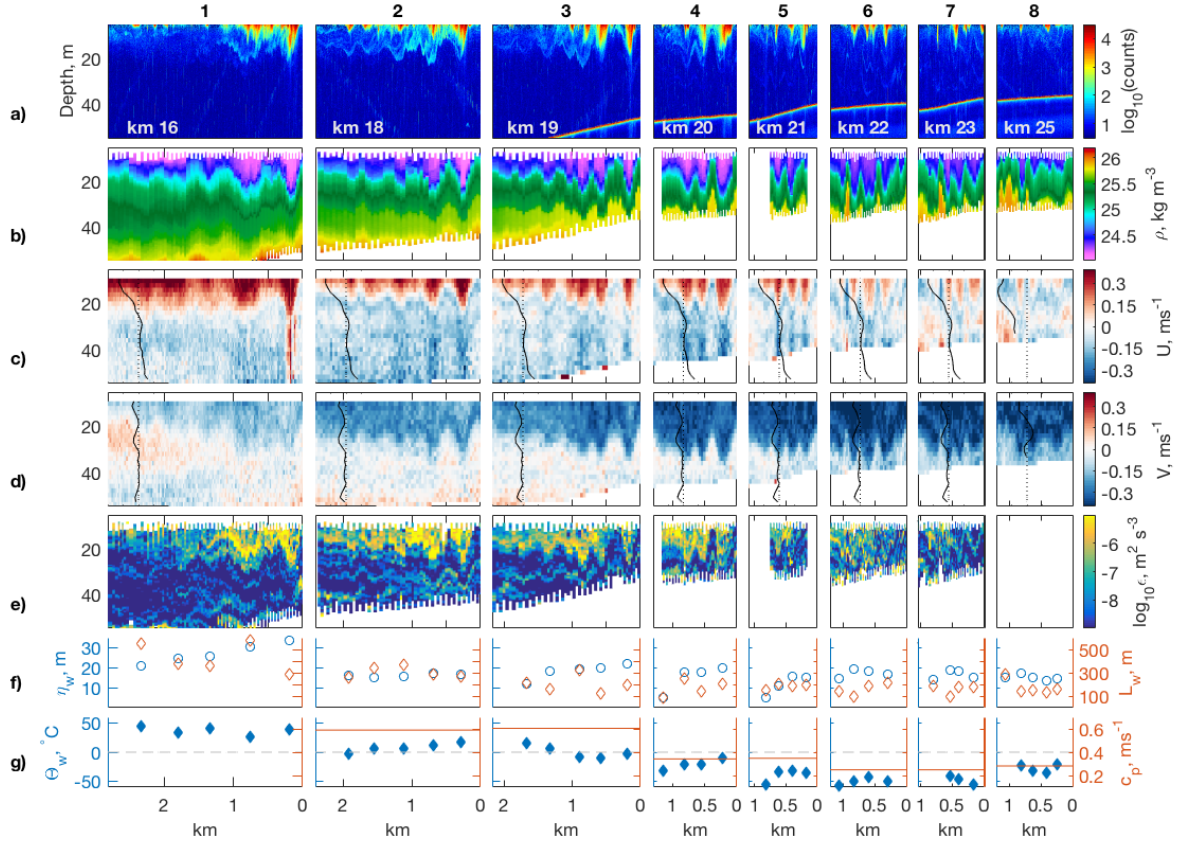 1 2 3 4 5 6 7 8
a)
Depth, m
20
40
km 16 km 18 km 19 km 20 km 21 km 22 km 23 km 25
4
3
2
1
log10(counts)
b)
20
40
26
25.5
25
24.5
ρ, kg m-3
c)
20
40
0.3
0.15
0
-0.15
-0.3
U, ms-1
d)
20
40
0.3
0.15
0
-0.15
-0.3
V, ms-1
e)
20
40
-6
-7
-8
log10 ϵ, m2 s-3
f)
ηw, m
30
20
10
500
300
100
Lw, m
g)
Θw, °C
50
0
-50
0.6
0.4
0.2
cp, ms-1
2 1 0 2 1 0 2 1 0 1 0.5 0 1 0.5 0 1 0.5 0 1 0.5 0 1 0.5 0
km km km km km km km km